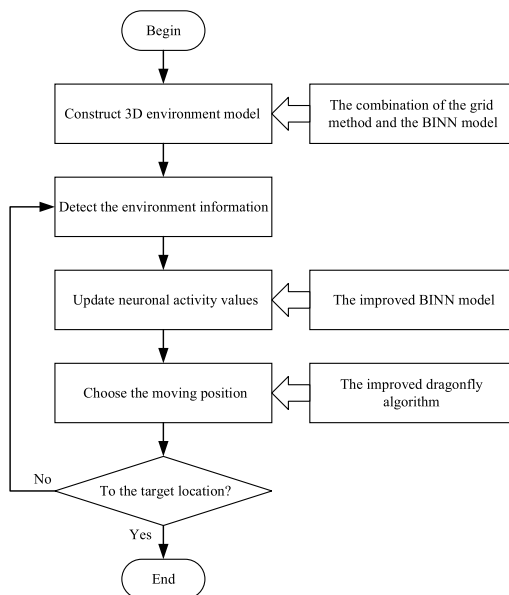 Begin
Construct 3D environment model
The combination of the grid
method and the BINN model
Detect the environment information
Update neuronal activity values
The improved BINN model
Choose the moving position
The improved dragonfly
algorithm
No
To the target location?
Yes
End